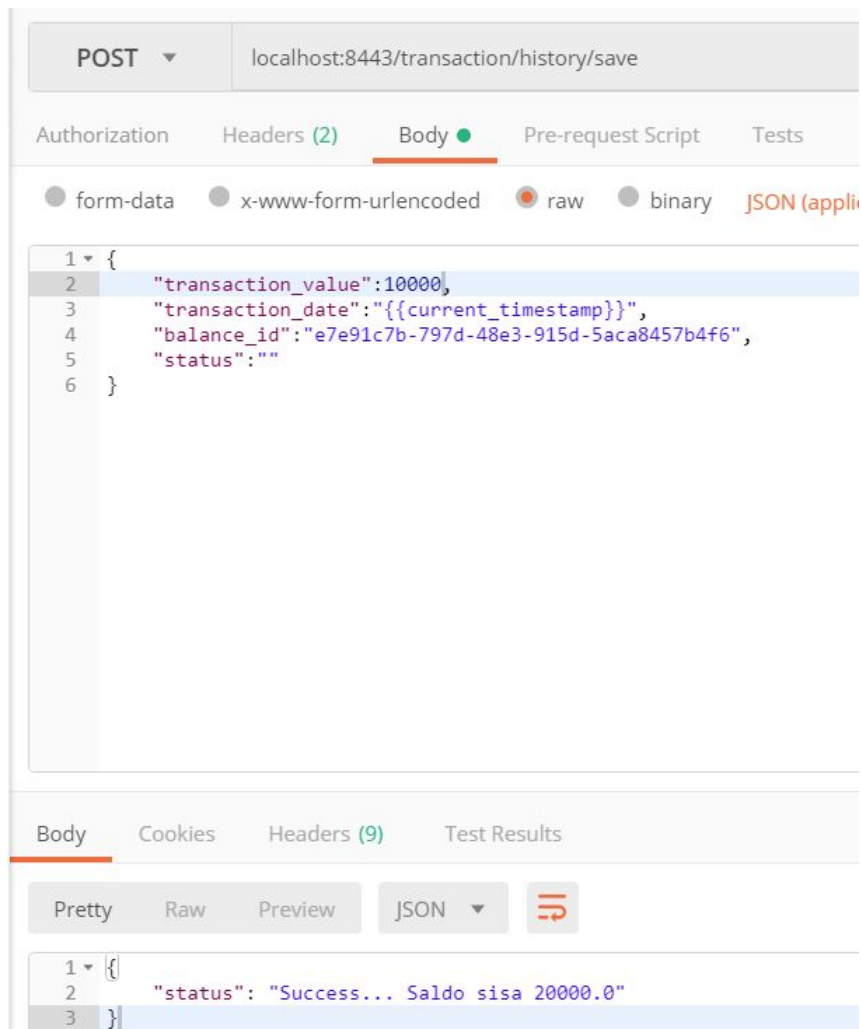 POST localhost:8443/transaction/history/save
Authorization Headers (2) Body Pre-request Script Tests
form-data x-www-form-urlencoded raw binary JSON (applic
1 {
2 "transaction_value":10000,
3 "transaction_date":"{{current_timestamp}}",
4 "balance_id":"e7e91c7b-797d-48e3-915d-5aca8457b4f6",
5 "status":""
6 }
Body Cookies Headers (9) Test Results
Pretty Raw Preview JSON
1 {
2 "status": "Success... Saldo sisa 20000.0"
3 }